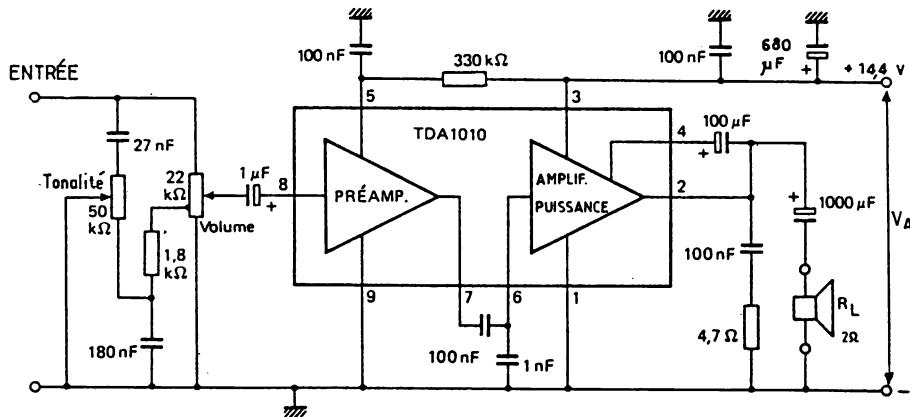 100 nF
330 kΩ
100 nF
680
μF
+
+ 14,4 V
ENTRÉE
5
3
TDA1010
4
100 μF
+
27 nF
Tonalité
50
kΩ
22
kΩ
Volume
1 μF
+
8
PRÉAMP.
AMPLIF.
PUISSANCE
2
+
1000 μF
VA
1,8
kΩ
100 nF
9
7
6
1
180 nF
100 nF
1 nF
4,7 Ω
RL
2Ω
−